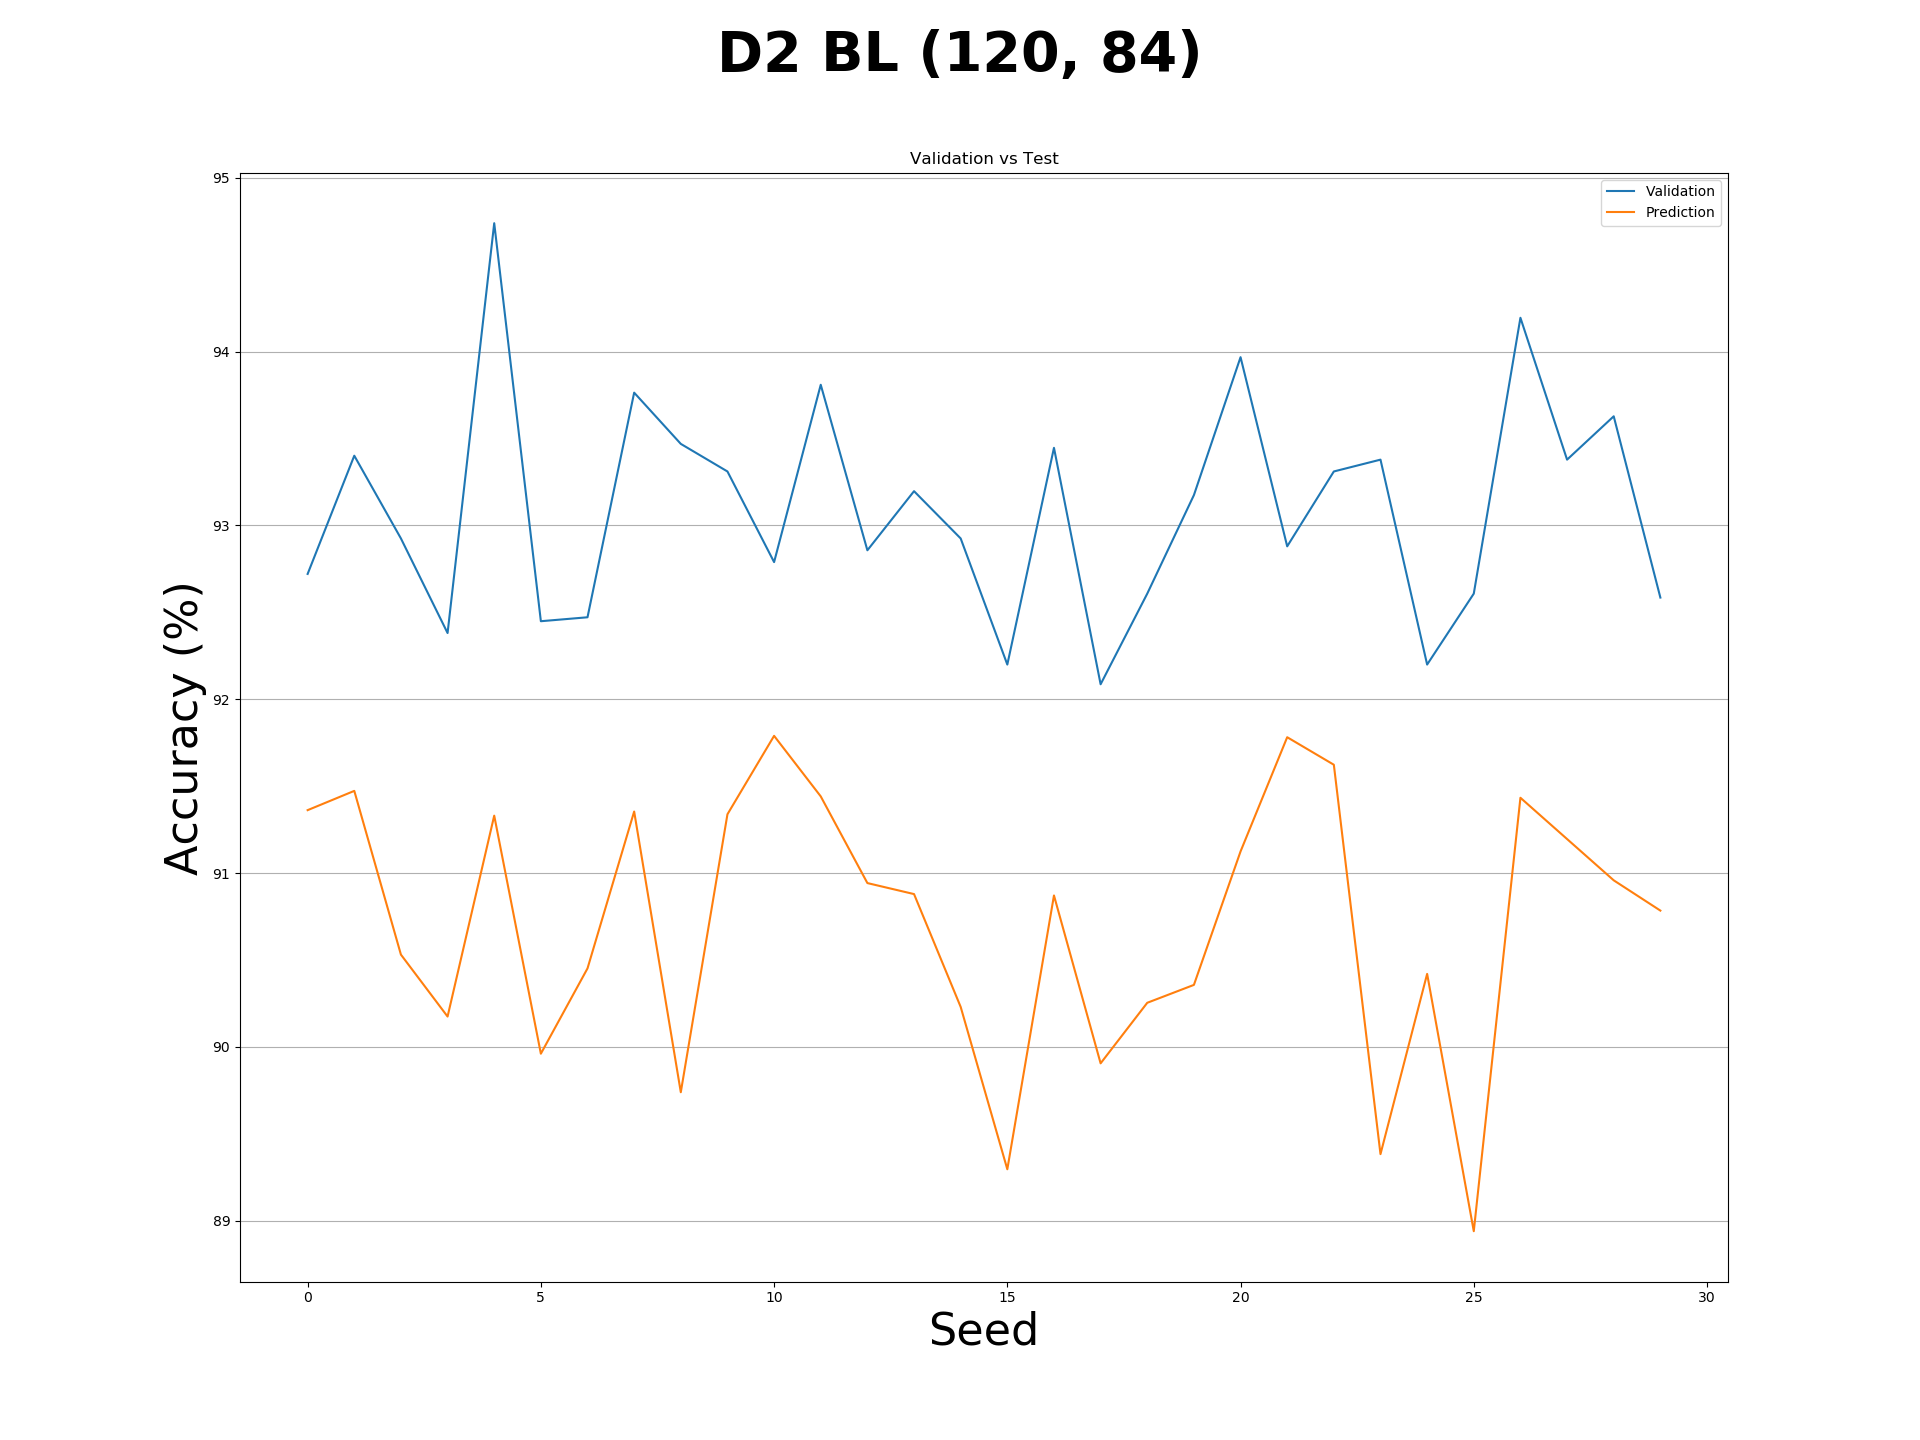 D2 BL (120, 84)
Validation vs Test
Validation
Prediction
95
94
93
92
91
90
89
Accuracy (%)
0 5 10 15 20 25 30
Seed